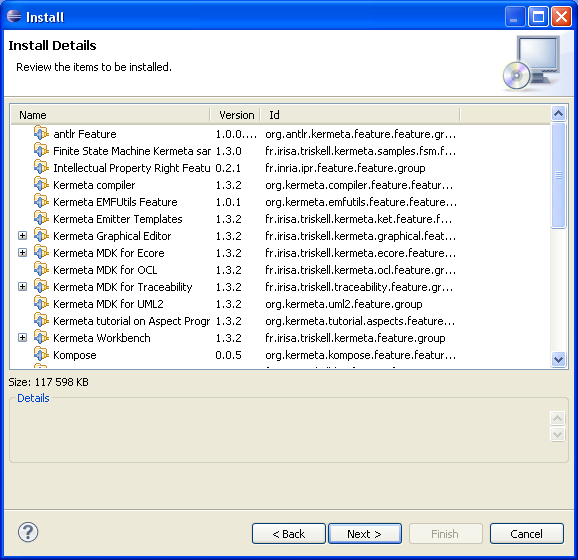 Install
Install Details
Review the items to be installed.
Name Version Id
antlr Feature 1.0.0.... org.antlr.kermeta.feature.feature.gr...
Finite State Machine Kermeta sar 1.3.0 fr.irisa.triskell.kermeta.samples.fsm.f...
Intellectual Property Right Featu 0.2.1 fr.inria.ipr.feature.feature.group
Kermeta compiler 1.3.2 org.kermeta.compiler.feature.featur...
Kermeta EMFUtils Feature 1.0.1 org.kermeta.emfutils.feature.feature...
Kermeta Emitter Templates 1.3.2 fr.irisa.triskell.kermeta.ket.feature.f...
Kermeta Graphical Editor 1.3.2 fr.irisa.triskell.kermeta.graphical.feat...
Kermeta MDK for Ecore 1.3.2 fr.irisa.triskell.kermeta.ecore.feature...
Kermeta MDK for OCL 1.3.2 fr.irisa.triskell.kermeta.ocl.feature.gr...
Kermeta MDK for Traceability 1.3.2 fr.irisa.triskell.traceability.feature.gr...
Kermeta MDK for UML2 1.3.2 org.kermeta.uml2.feature.group
Kermeta tutorial on Aspect Progr 1.3.2 org.kermeta.tutorial.aspects.feature...
Kermeta Workbench 1.3.2 fr.irisa.triskell.kermeta.feature.group
Kompose 0.0.5 org.kermeta.kompose.feature.featur...
Size: 117 598 KB
Details
? < Back Next > Finish Cancel